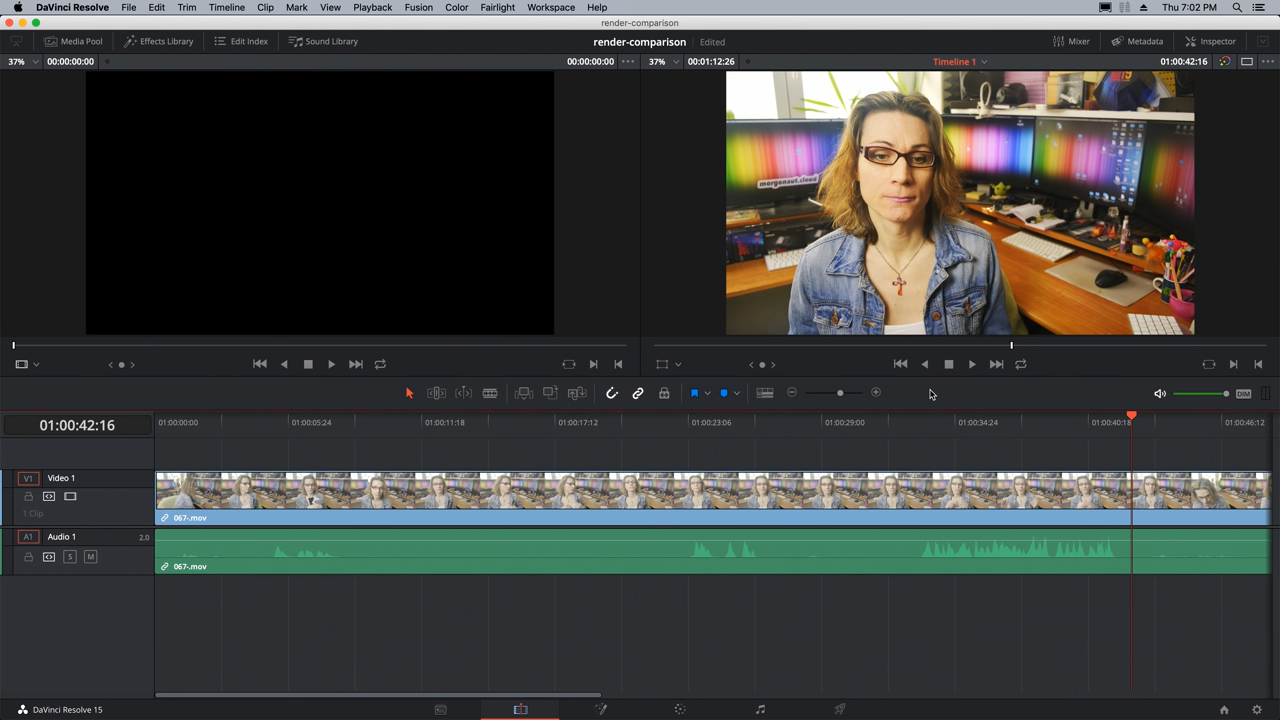 DaVinci Resolve File Edit Trim Timeline Clip Mark View Playback Fusion Color Fairlight Workspace Help Thu 7:02 PM
render-comparison
Media Pool Effects Library Edit Index Sound Library render-comparison Edited Mixer Metadata Inspector
37% 00:00:00:00 00:00:00:00 37% 00:01:12:26 Timeline 1 01:00:42:16
morgonaut.cloud
DIM
01:00:42:16 01:00:00:00 01:00:05:24 01:00:11:18 01:00:17:12 01:00:23:06 01:00:29:00 01:00:34:24 01:00:40:18 01:00:46:12
V1 Video 1
1 Clip
067-.mov
A1 Audio 1 2.0
S M
067-.mov
DaVinci Resolve 15